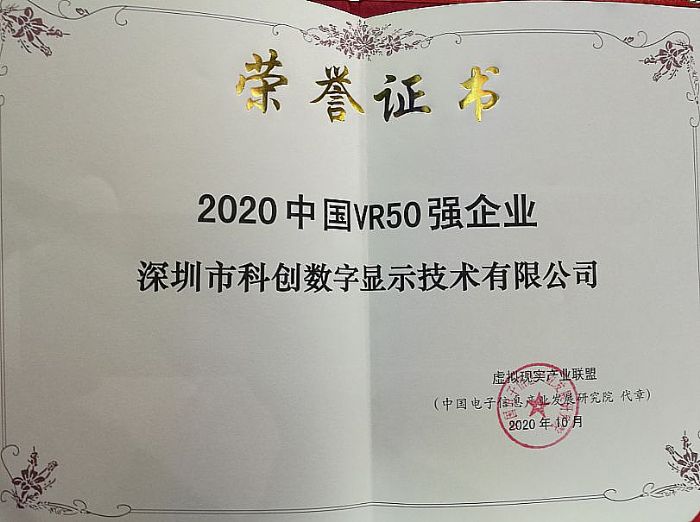 荣誉证书
2020中国VR50强企业
深圳市科创数字显示技术有限公司
虚拟现实产业联盟
(中国电子信息产业发展研究院 代章)
2020年10月